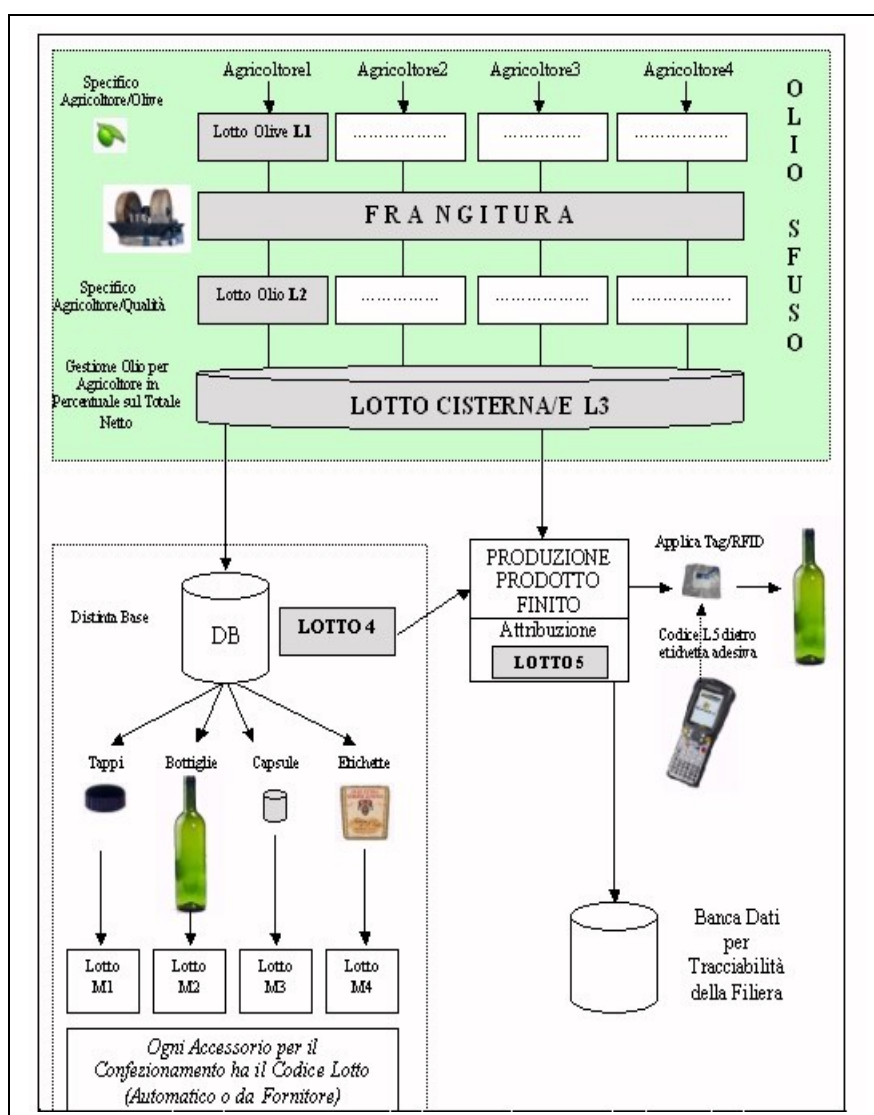 Agricoltore1 Agricoltore2 Agricoltore3 Agricoltore4
Specifico
Agricoltore/Olive
Lotto Olive L1
.................. .................. ..................
FRANGITURA
Specifico
Agricoltore/Qualità
Lotto Olio L2
................ ................ ..................
Gestione Olio per
Agricoltore in
Percentuale sul Totale
Netto
LOTTO CISTERNA/E L3
OLIO SFUSO
Distinta Base
DB
LOTTO 4
PRODUZIONE
PRODOTTO
FINITO
Attribuzione
LOTTO 5
Applica Tag/RFID
Codice L5 dietro
etichetta adesiva
Tappi Bottiglie Capsule Etichette
Lotto
M1
Lotto
M2
Lotto
M3
Lotto
M4
Ogni Accessorio per il
Confezionamento ha il Codice Lotto
(Automatico o da Fornitore)
Banca Dati
per
Tracciabilità
della Filiera